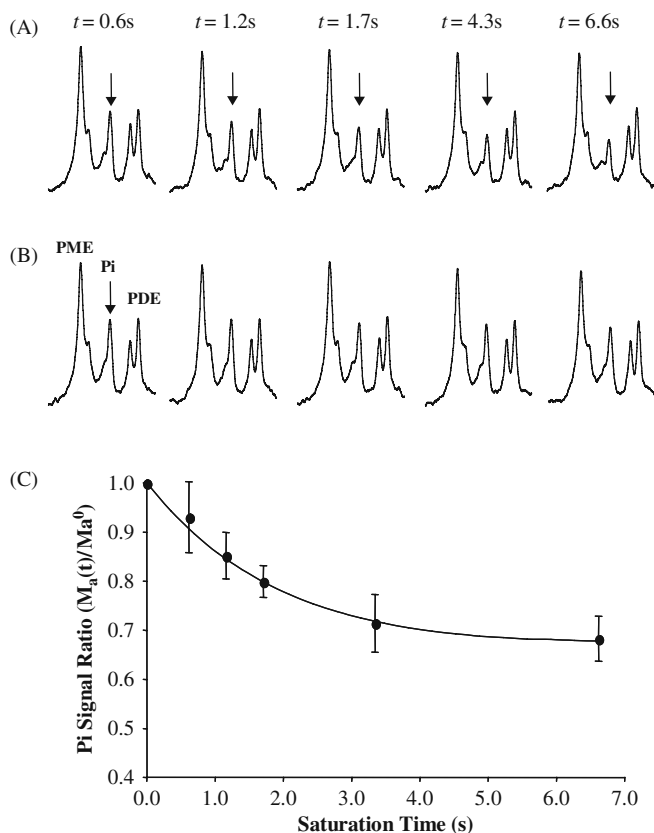 (A) t = 0.6s t = 1.2s t = 1.7s t = 4.3s t = 6.6s
(B)
PME
Pi
PDE
(C)
1.0
0.9
0.8
0.7
0.6
0.5
0.4
Pi Signal Ratio (Ma(t)/Ma⁰)
0.0 1.0 2.0 3.0 4.0 5.0 6.0 7.0
Saturation Time (s)